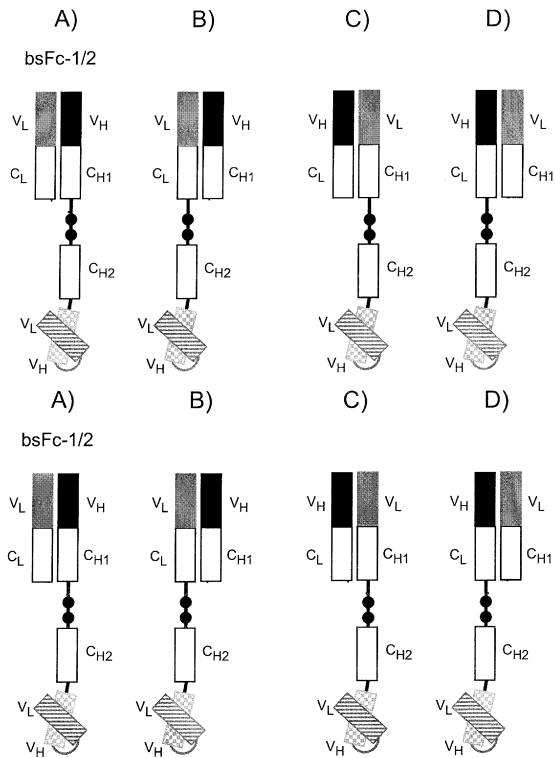 A) B) C) D)
bsFc-1/2
VL VH VL VH VH VL VH VL
CL CH1 CL CH1 CL CH1 CL CH1
CH2 CH2 CH2 CH2
VL VL VL VL
VH VH VH VH
A) B) C) D)
bsFc-1/2
VL VH VL VH VH VL VH VL
CL CH1 CL CH1 CL CH1 CL CH1
CH2 CH2 CH2 CH2
VL VL VL VL
VH VH VH VH